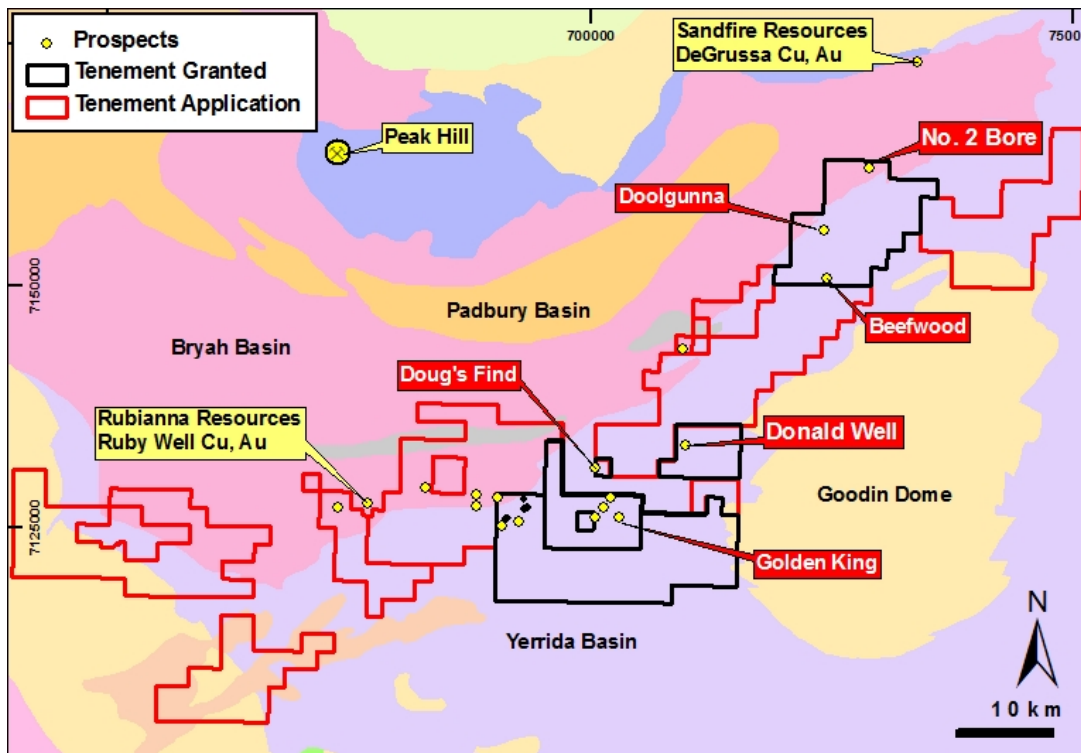 Prospects
Tenement Granted
Tenement Application
700000
7500
Sandfire Resources
DeGrussa Cu, Au
Peak Hill
No. 2 Bore
Doolgunna
7150000
Padbury Basin
Beefwood
Bryah Basin
Doug's Find
Rubianna Resources
Ruby Well Cu, Au
Donald Well
Goodin Dome
7125000
Golden King
Yerrida Basin
N
10 km